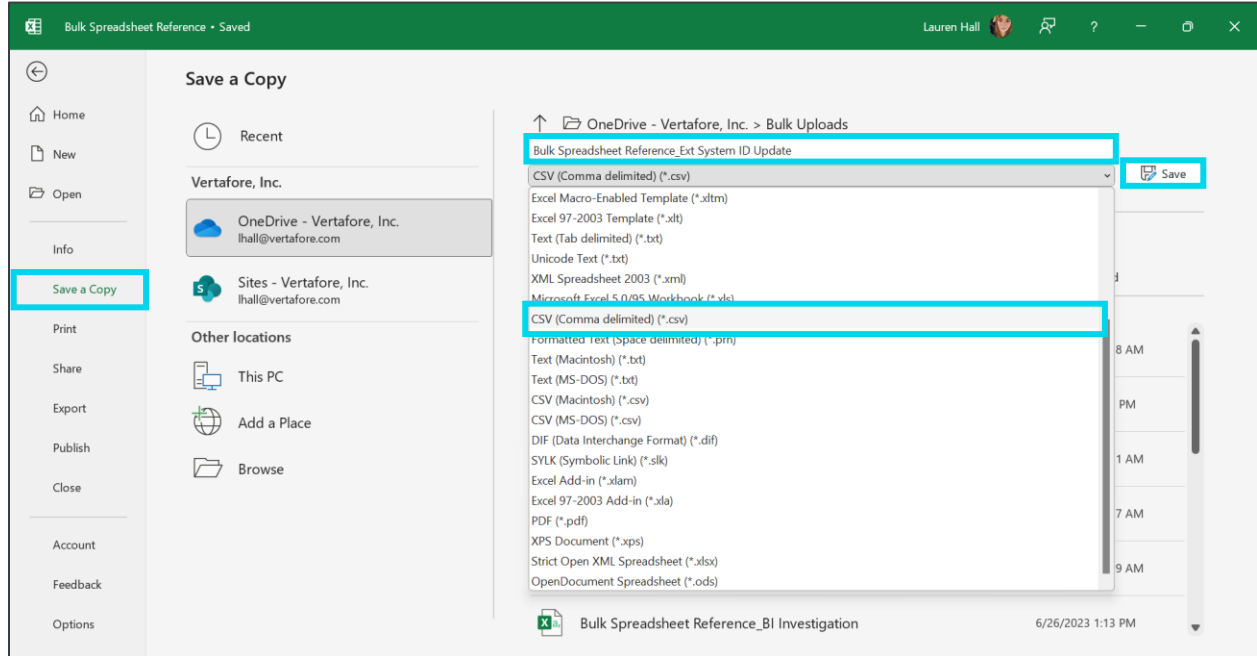 Bulk Spreadsheet Reference • Saved
Lauren Hall
?
Home
New
Open
Info
Save a Copy
Print
Share
Export
Publish
Close
Account
Feedback
Options
Save a Copy
Recent
Vertafore, Inc.
OneDrive - Vertafore, Inc.
lhall@vertafore.com
Sites - Vertafore, Inc.
lhall@vertafore.com
Other locations
This PC
Add a Place
Browse
OneDrive - Vertafore, Inc. > Bulk Uploads
Bulk Spreadsheet Reference_Ext System ID Update
CSV (Comma delimited) (*.csv)
Save
Excel Macro-Enabled Template (*.xltm)
Excel 97-2003 Template (*.xlt)
Text (Tab delimited) (*.txt)
Unicode Text (*.txt)
XML Spreadsheet 2003 (*.xml)
Microsoft Excel 5.0/95 Workbook (*.xls)
CSV (Comma delimited) (*.csv)
Formatted Text (Space delimited) (*.prn)
Text (Macintosh) (*.txt)
Text (MS-DOS) (*.txt)
CSV (Macintosh) (*.csv)
CSV (MS-DOS) (*.csv)
DIF (Data Interchange Format) (*.dif)
SYLK (Symbolic Link) (*.slk)
Excel Add-in (*.xlam)
Excel 97-2003 Add-in (*.xla)
PDF (*.pdf)
XPS Document (*.xps)
Strict Open XML Spreadsheet (*.xlsx)
OpenDocument Spreadsheet (*.ods)
8 AM
PM
1 AM
7 AM
9 AM
Bulk Spreadsheet Reference_BI Investigation
6/26/2023 1:13 PM